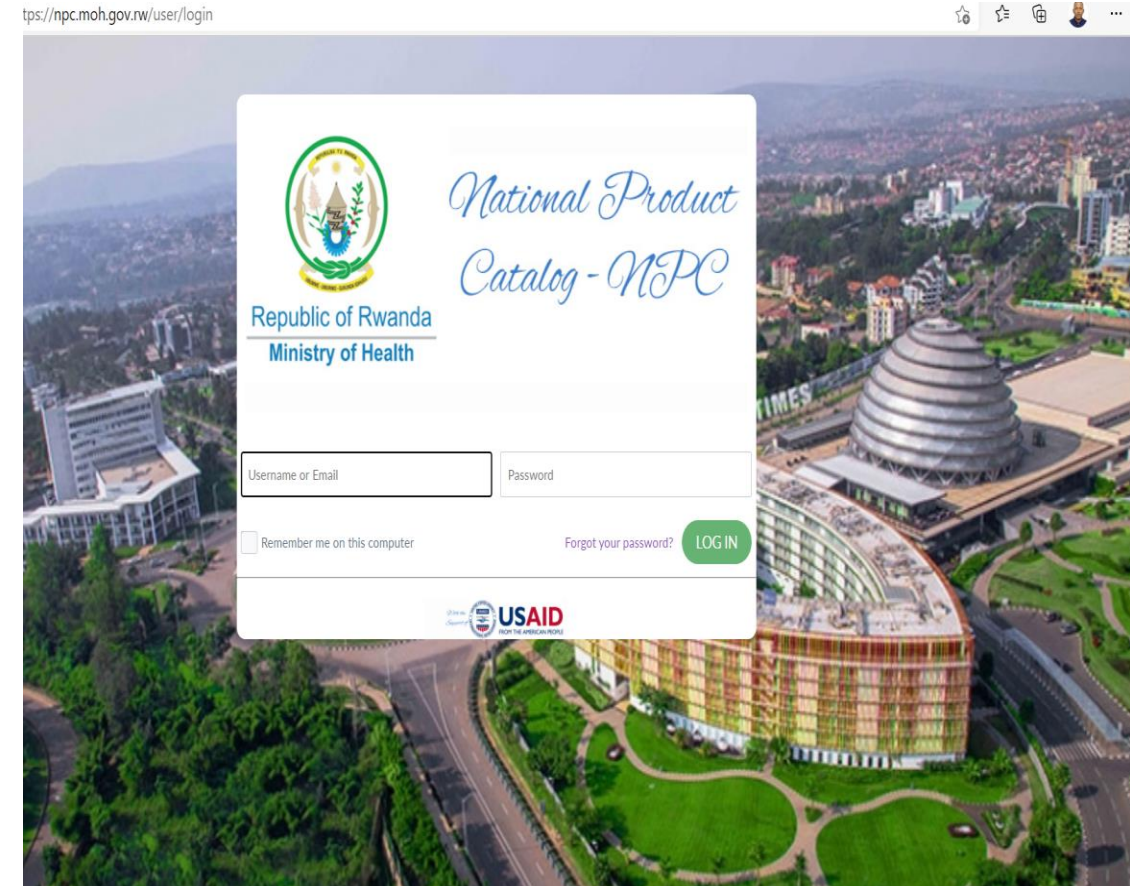 tps://npc.moh.gov.rw/user/login
National Product
Catalog - NPC
Republic of Rwanda
Ministry of Health
TIMES
Username or Email
Password
Remember me on this computer
Forgot your password?
LOG IN
USAID
FROM THE AMERICAN PEOPLE